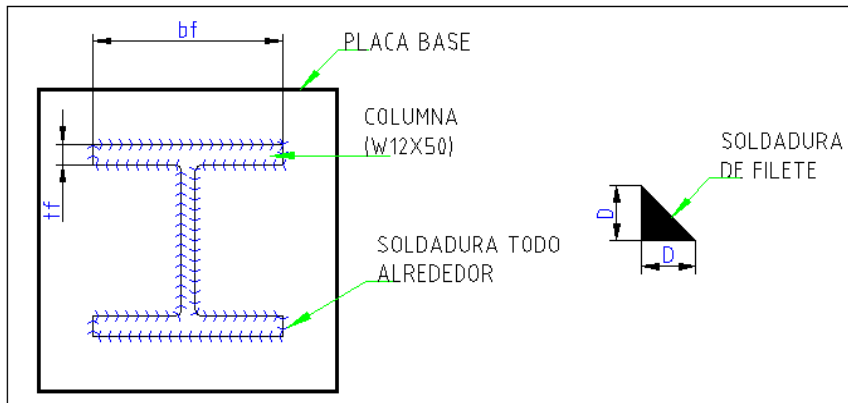 bf
PLACA BASE
COLUMNA
(W12X50)
tf
SOLDADURA TODO
ALREDEDOR
SOLDADURA
DE FILETE
D
D